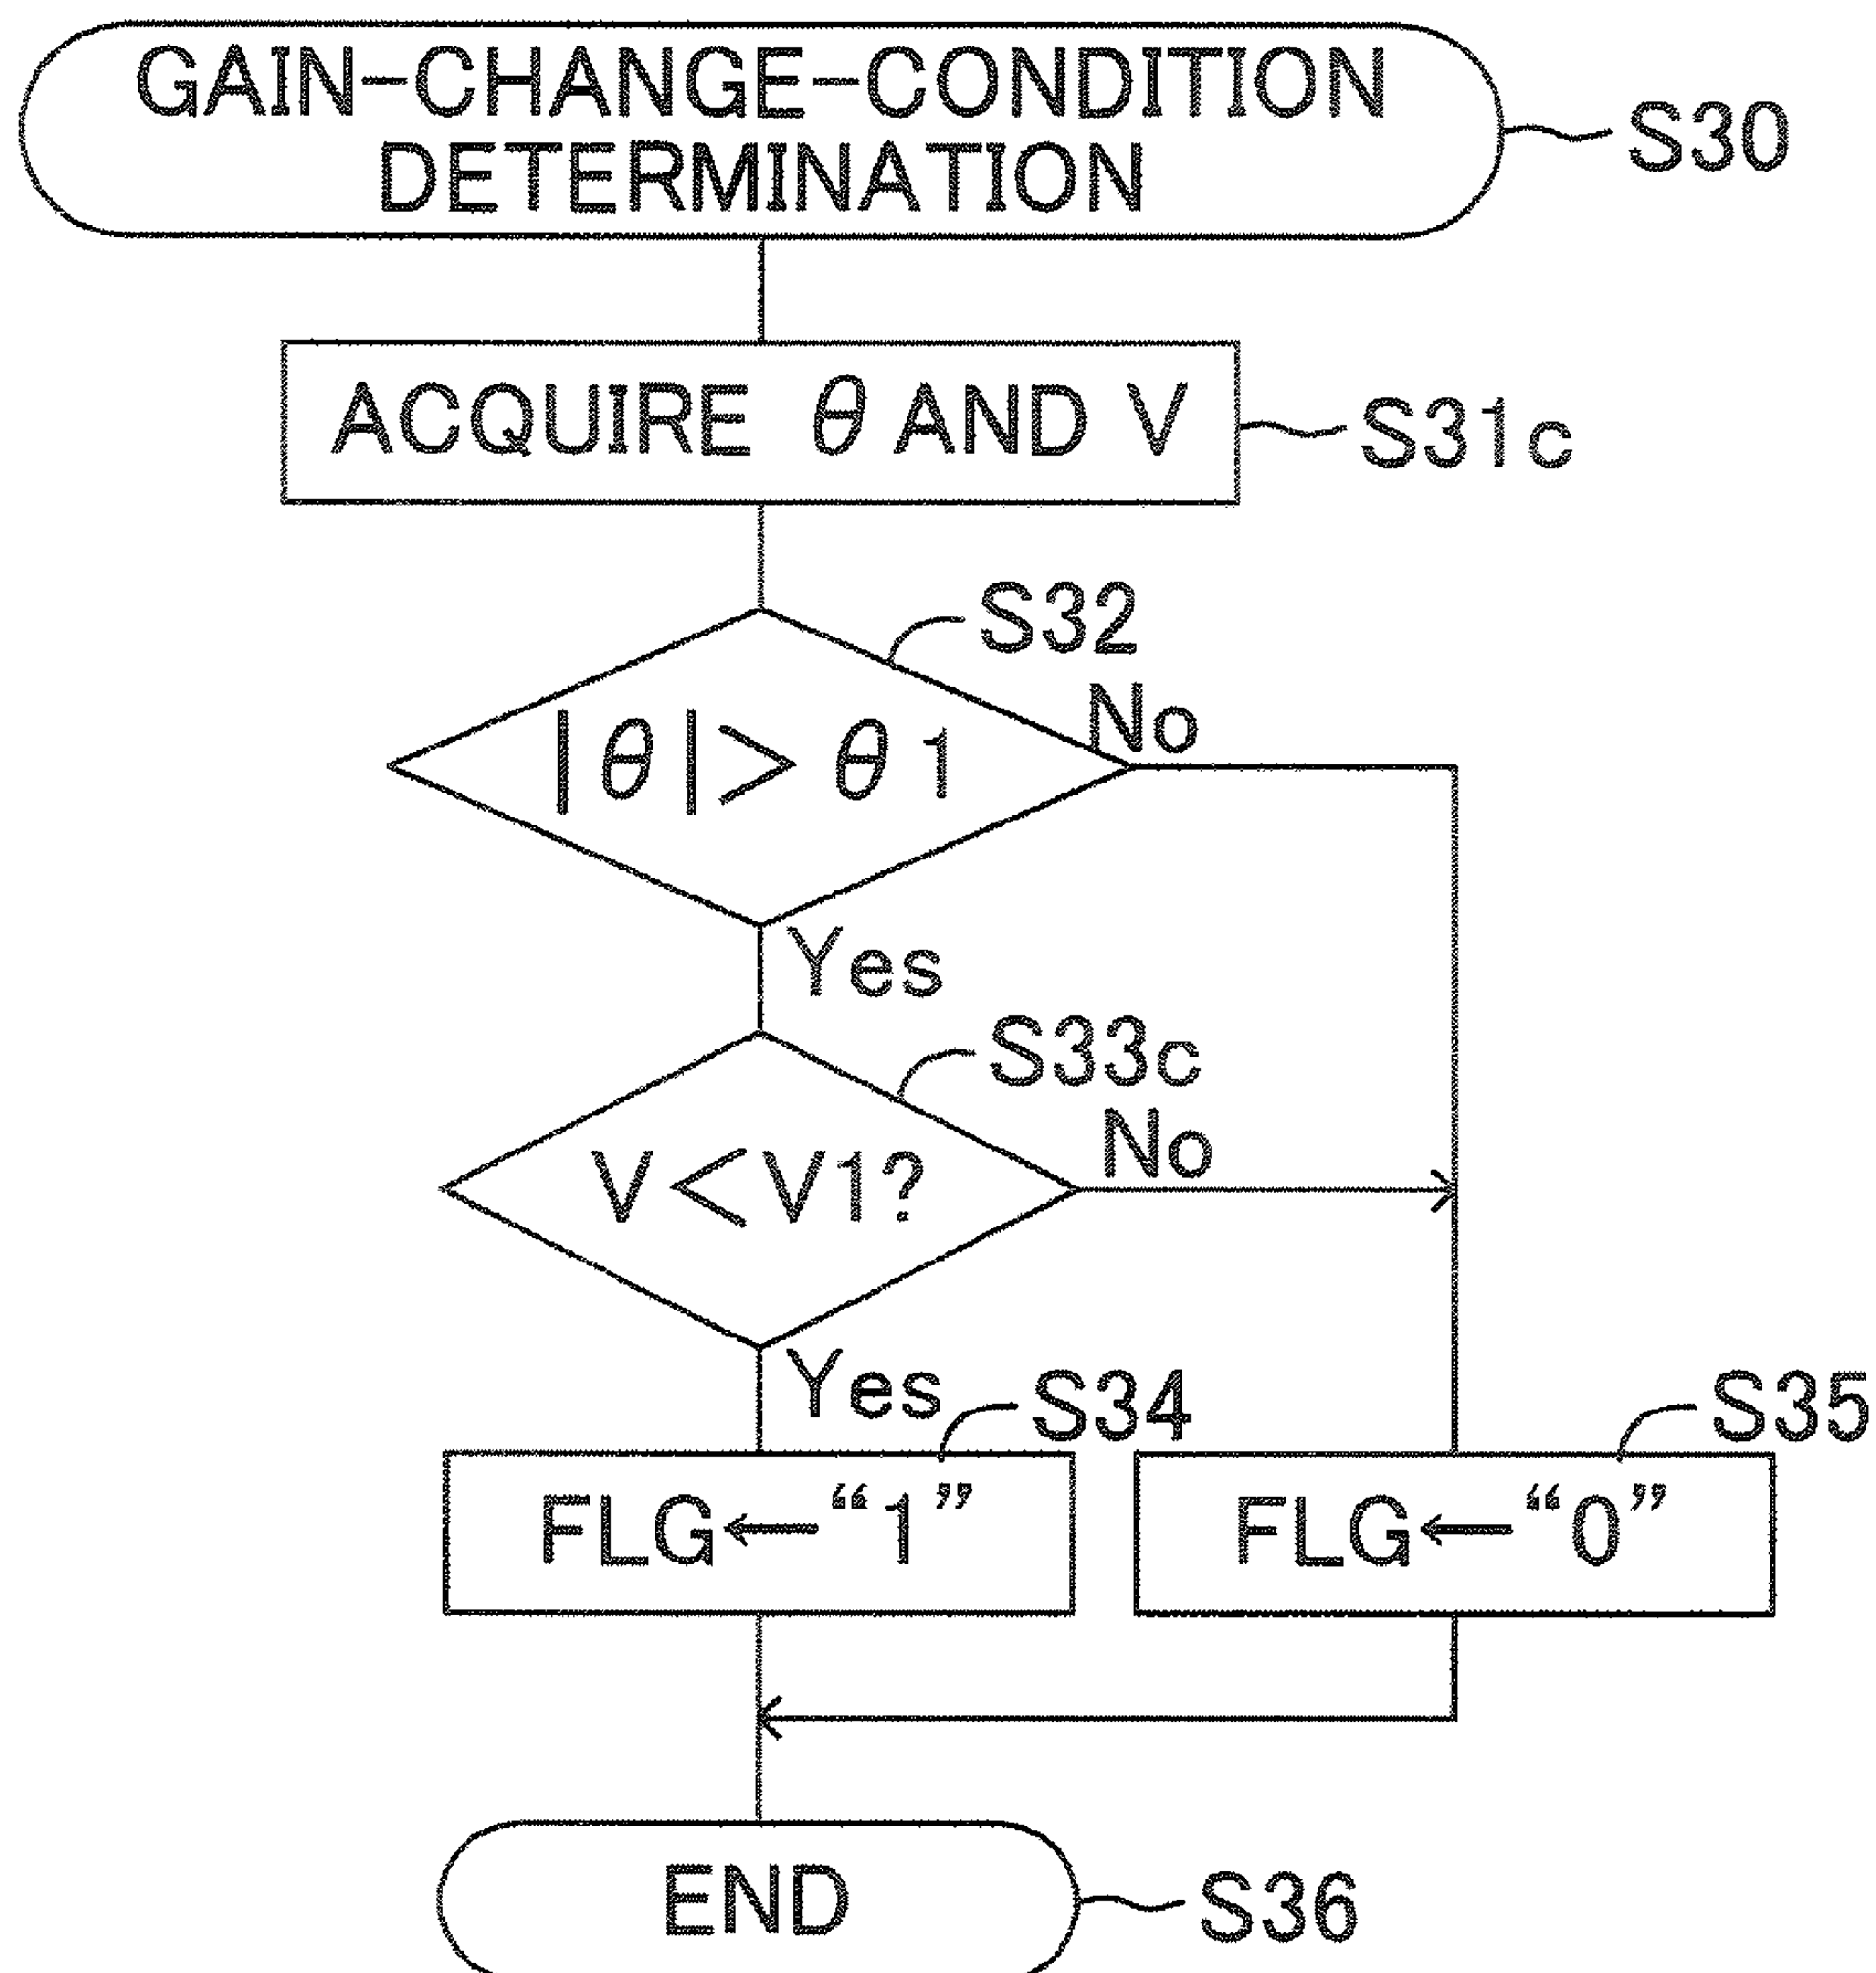 GAIN-CHANGE-CONDITION
DETERMINATION
S30
ACQUIRE θ AND V
S31c
S32
|θ|>θ1
No
Yes
S33c
V<V1?
No
Yes
S34
S35
FLG←“1”
FLG←“0”
END
S36